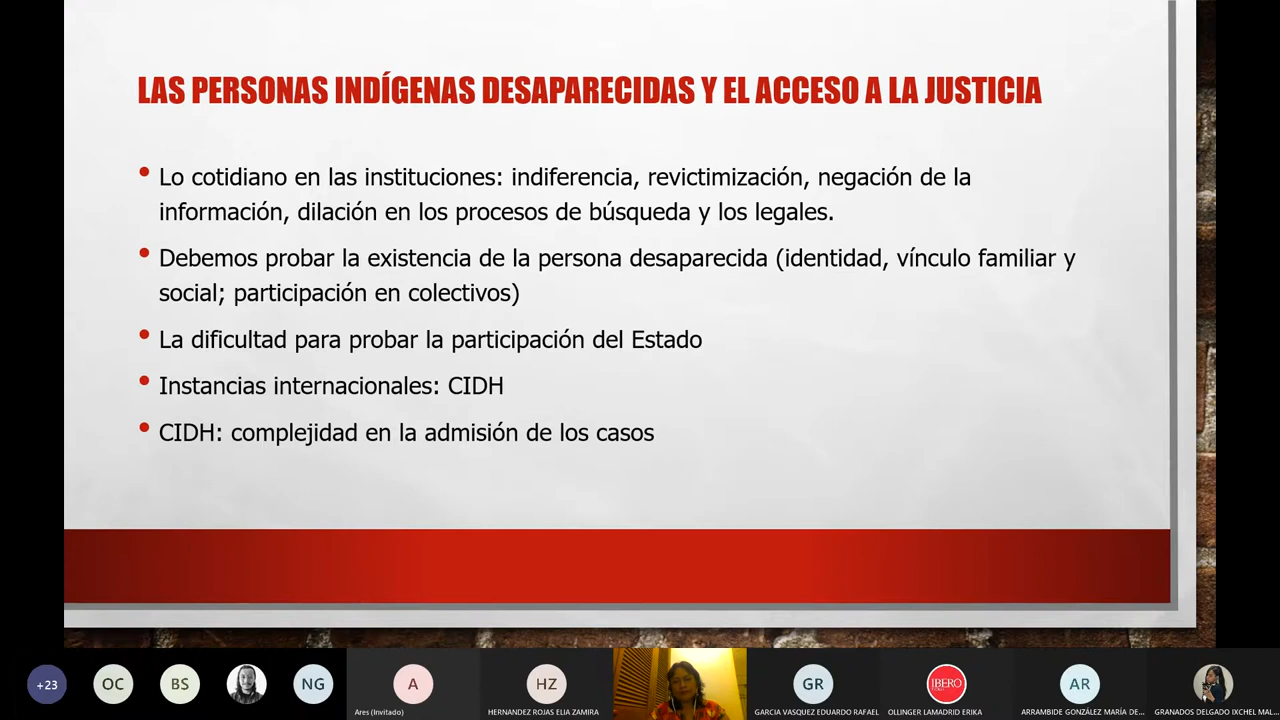 LAS PERSONAS INDÍGENAS DESAPARECIDAS Y EL ACCESO A LA JUSTICIA
• Lo cotidiano en las instituciones: indiferencia, revictimización, negación de la
información, dilación en los procesos de búsqueda y los legales.
• Debemos probar la existencia de la persona desaparecida (identidad, vínculo familiar y
social; participación en colectivos)
• La dificultad para probar la participación del Estado
• Instancias internacionales: CIDH
• CIDH: complejidad en la admisión de los casos
+23
OC
BS
NG
A
Ares (Invitado)
HZ
HERNANDEZ ROJAS ELIA ZAMIRA
GR
GARCIA VASQUEZ EDUARDO RAFAEL
IBERO
OLLINGER LAMADRID ERIKA
AR
ARRAMBIDE GONZÁLEZ MARÍA DE...
GRANADOS DELGADO IXCHEL MAL...